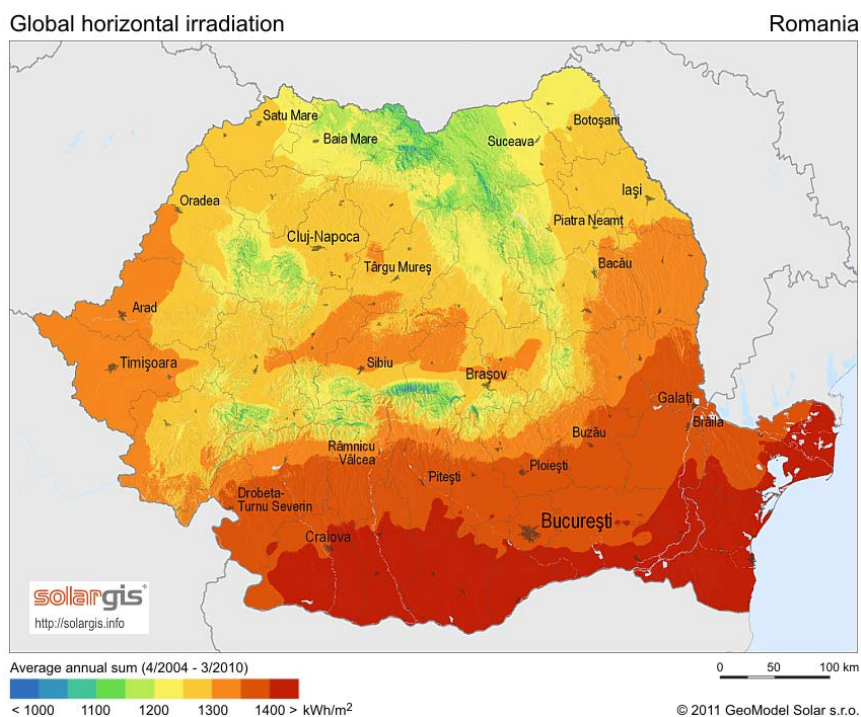 Global horizontal irradiation
Romania
Satu Mare
Baia Mare
Suceava
Botoşani
Oradea
Iaşi
Cluj-Napoca
Piatra Neamt
Târgu Mureş
Bacău
Arad
Timişoara
Sibiu
Braşov
Galati
Brăila
Râmnicu
Vâlcea
Buzău
Piteşti
Ploieşti
Drobeta-
Turnu Severin
Bucureşti
Craiova
solargis
http://solargis.info
Average annual sum (4/2004 - 3/2010)
< 1000 1100 1200 1300 1400 > kWh/m²
0 50 100 km
© 2011 GeoModel Solar s.r.o.